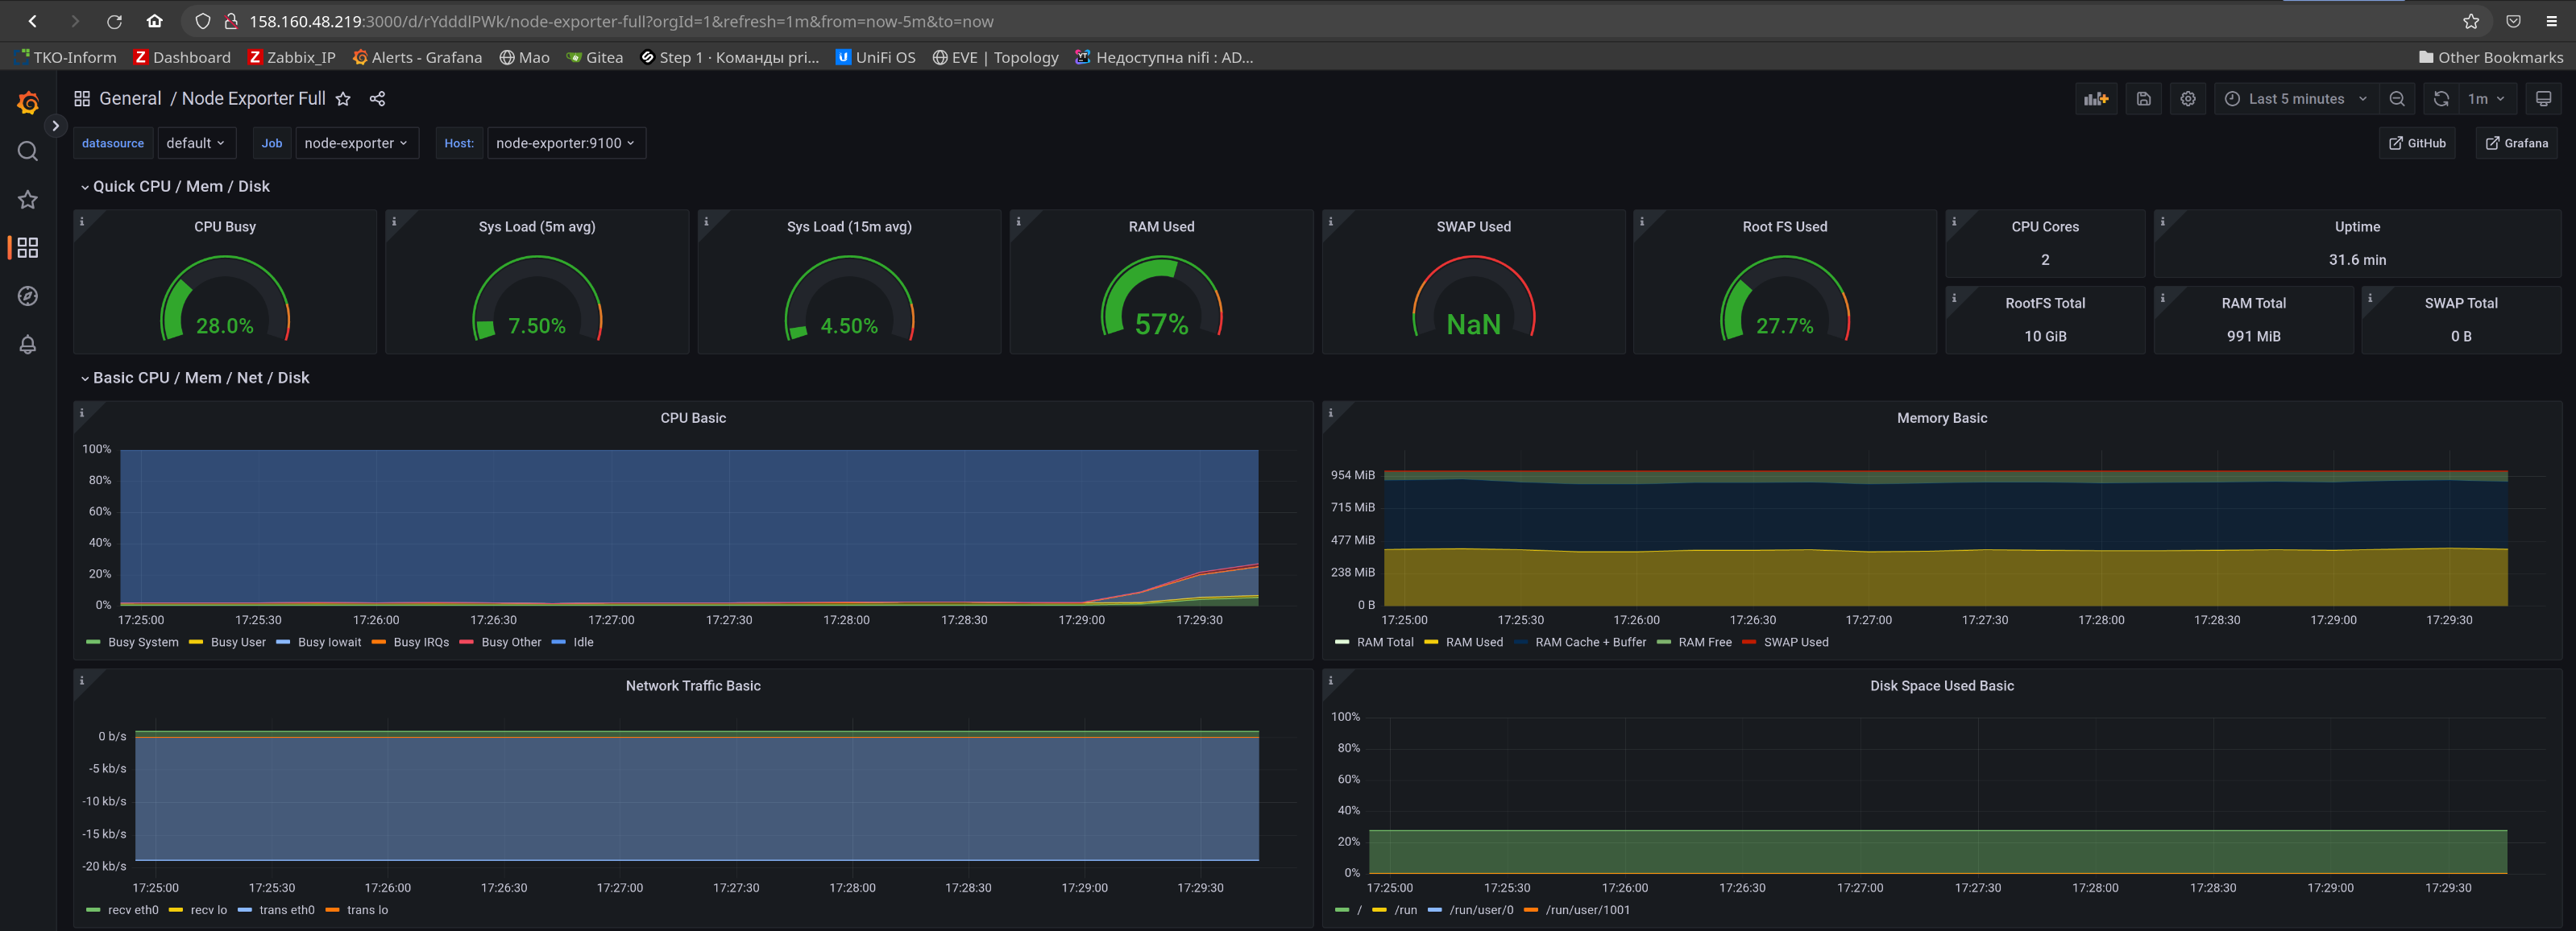 158.160.48.219:3000/d/rYdddlPWk/node-exporter-full?orgId=1&refresh=1m&from=now-5m&to=now
TKO-Inform Dashboard Zabbix_IP Alerts - Grafana Mao Gitea Step 1 · Команды pri... UniFi OS EVE | Topology Недоступна nifi : AD... Other Bookmarks
General / Node Exporter Full Last 5 minutes 1m
datasource default Job node-exporter Host: node-exporter:9100 GitHub Grafana
Quick CPU / Mem / Disk
CPU Busy
28.0%
Sys Load (5m avg)
7.50%
Sys Load (15m avg)
4.50%
RAM Used
57%
SWAP Used
NaN
Root FS Used
27.7%
CPU Cores
2
Uptime
31.6 min
RootFS Total
10 GiB
RAM Total
991 MiB
SWAP Total
0 B
Basic CPU / Mem / Net / Disk
CPU Basic
100%
80%
60%
40%
20%
0%
17:25:00 17:25:30 17:26:00 17:26:30 17:27:00 17:27:30 17:28:00 17:28:30 17:29:00 17:29:30
Busy System Busy User Busy Iowait Busy IRQs Busy Other Idle
Memory Basic
954 MiB
715 MiB
477 MiB
238 MiB
0 B
17:25:00 17:25:30 17:26:00 17:26:30 17:27:00 17:27:30 17:28:00 17:28:30 17:29:00 17:29:30
RAM Total RAM Used RAM Cache + Buffer RAM Free SWAP Used
Network Traffic Basic
0 b/s
-5 kb/s
-10 kb/s
-15 kb/s
-20 kb/s
17:25:00 17:25:30 17:26:00 17:26:30 17:27:00 17:27:30 17:28:00 17:28:30 17:29:00 17:29:30
recv eth0 recv lo trans eth0 trans lo
Disk Space Used Basic
100%
80%
60%
40%
20%
0%
17:25:00 17:25:30 17:26:00 17:26:30 17:27:00 17:27:30 17:28:00 17:28:30 17:29:00 17:29:30
/ /run /run/user/0 /run/user/1001